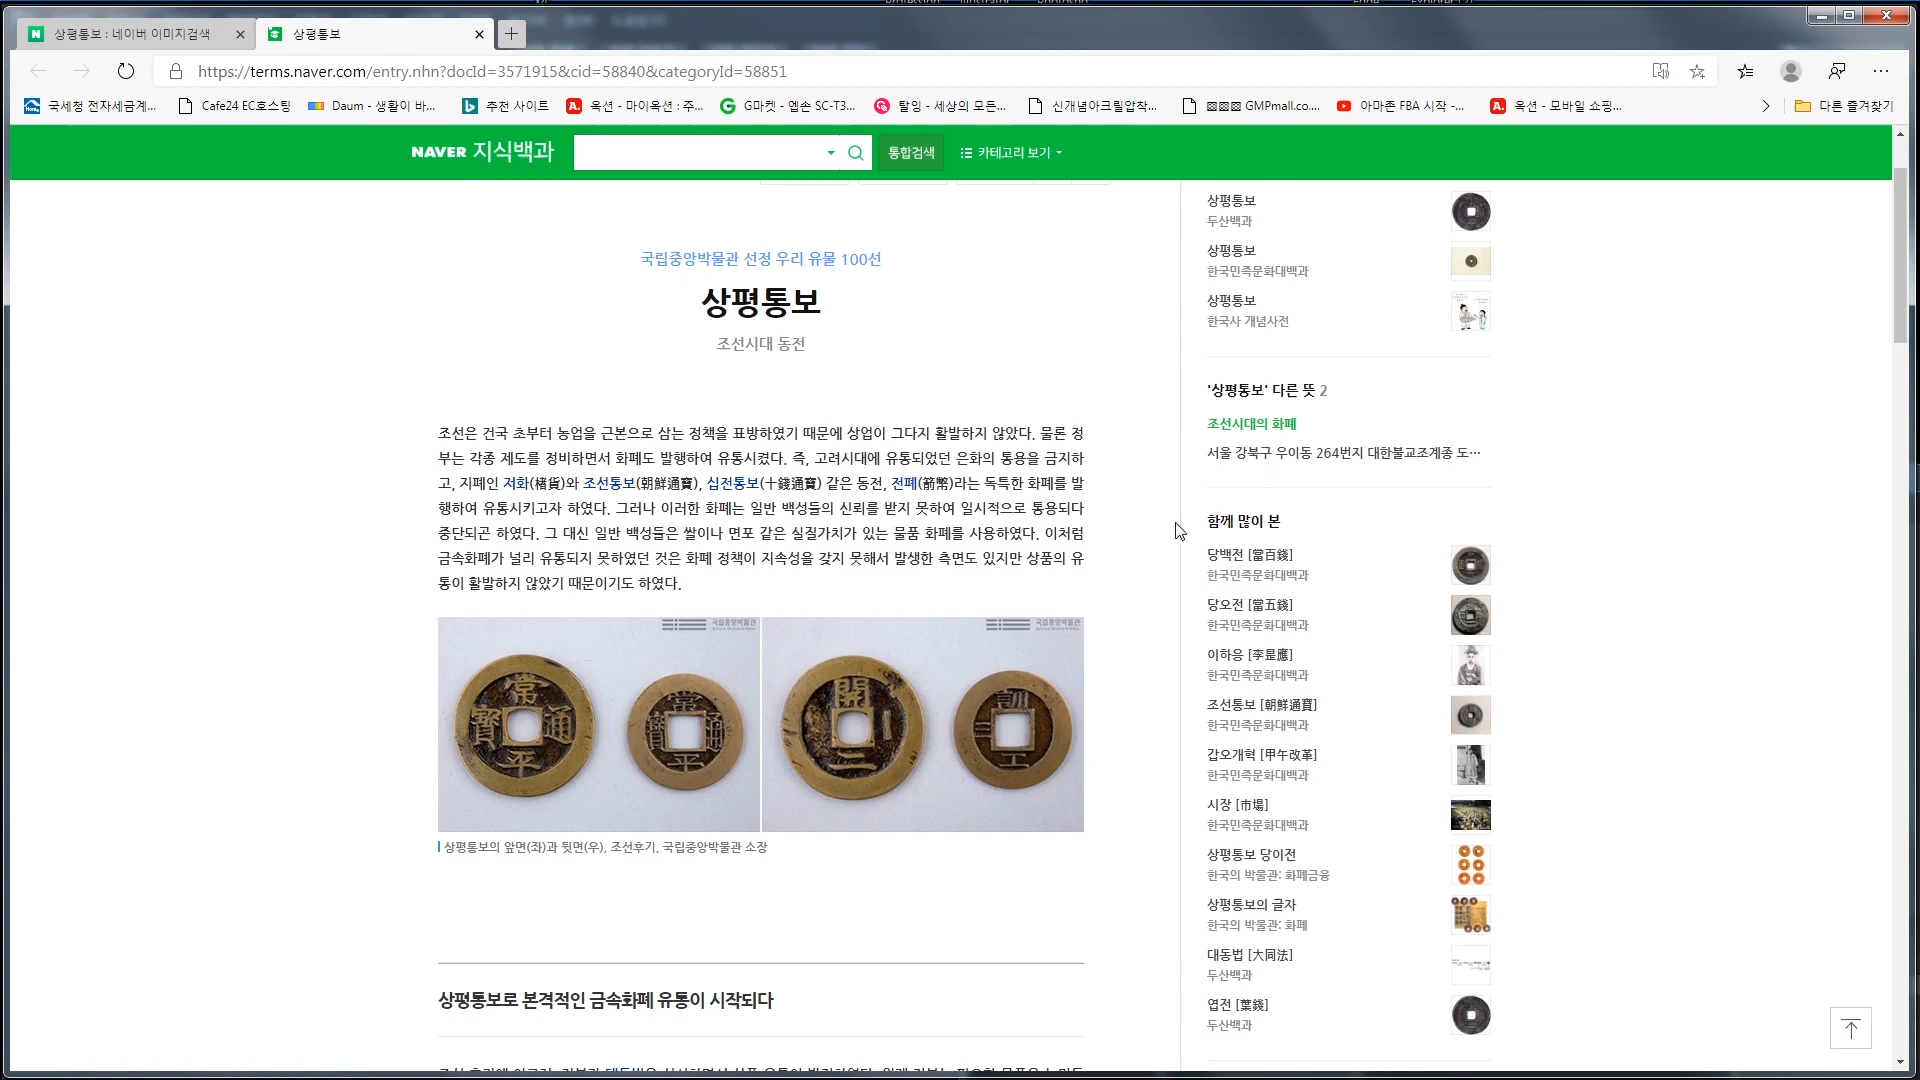 상평통보 : 네이버 이미지검색
상평통보
https://terms.naver.com/entry.nhn?docId=3571915&cid=58840&categoryId=58851
국세청 전자세금계...
Cafe24 EC호스팅
Daum - 생활이 바...
추천 사이트
옥션 - 마이옥션 : 주...
G마켓 - 엡손 SC-T3...
탈잉 - 세상의 모든...
신개념아크릴압착...
GMPmall.co....
아마존 FBA 시작 -...
옥션 - 모바일 쇼핑...
다른 즐겨찾기
NAVER 지식백과
통합검색
카테고리 보기
국립중앙박물관 선정 우리 유물 100선
상평통보
조선시대 동전
조선은 건국 초부터 농업을 근본으로 삼는 정책을 표방하였기 때문에 상업이 그다지 활발하지 않았다. 물론 정
부는 각종 제도를 정비하면서 화폐도 발행하여 유통시켰다. 즉, 고려시대에 유통되었던 은화의 통용을 금지하
고, 지폐인 저화(楮貨)와 조선통보(朝鮮通寶), 십전통보(十錢通寶) 같은 동전, 전폐(箭幣)라는 독특한 화폐를 발
행하여 유통시키고자 하였다. 그러나 이러한 화폐는 일반 백성들의 신뢰를 받지 못하여 일시적으로 통용되다
중단되곤 하였다. 그 대신 일반 백성들은 쌀이나 면포 같은 실질가치가 있는 물품 화폐를 사용하였다. 이처럼
금속화폐가 널리 유통되지 못하였던 것은 화폐 정책이 지속성을 갖지 못해서 발생한 측면도 있지만 상품의 유
통이 활발하지 않았기 때문이기도 하였다.
국립중앙박물관
국립중앙박물관
常
寶 通
平
常
寶 通
平
開
二
訓
三
工
상평통보의 앞면(좌)과 뒷면(우), 조선후기, 국립중앙박물관 소장
상평통보로 본격적인 금속화폐 유통이 시작되다
상평통보
두산백과
상평통보
한국민족문화대백과
상평통보
한국사 개념사전
'상평통보' 다른 뜻 2
조선시대의 화폐
서울 강북구 우이동 264번지 대한불교조계종 도…
함께 많이 본
당백전 [當百錢]
한국민족문화대백과
당오전 [當五錢]
한국민족문화대백과
이하응 [李昰應]
한국민족문화대백과
조선통보 [朝鮮通寶]
한국민족문화대백과
갑오개혁 [甲午改革]
한국민족문화대백과
시장 [市場]
한국민족문화대백과
상평통보 당이전
한국의 박물관: 화폐금융
상평통보의 글자
한국의 박물관: 화폐
대동법 [大同法]
두산백과
엽전 [葉錢]
두산백과